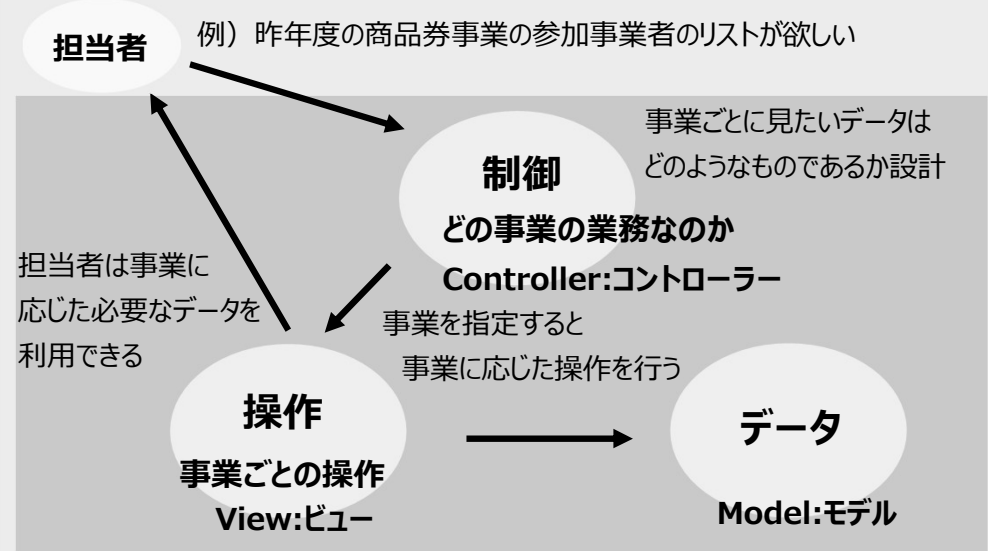 担当者
例）昨年度の商品券事業の参加事業者のリストが欲しい
制御
事業ごとに見たいデータは
どのようなものであるか設計
どの事業の業務なのか
Controller:コントローラー
担当者は事業に
応じた必要なデータを
利用できる
事業を指定すると
事業に応じた操作を行う
操作
事業ごとの操作
View:ビュー
データ
Model:モデル